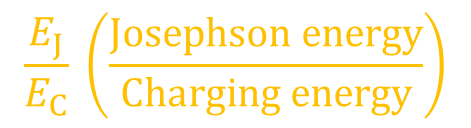 E_J / E_C (Josephson energy / Charging energy)